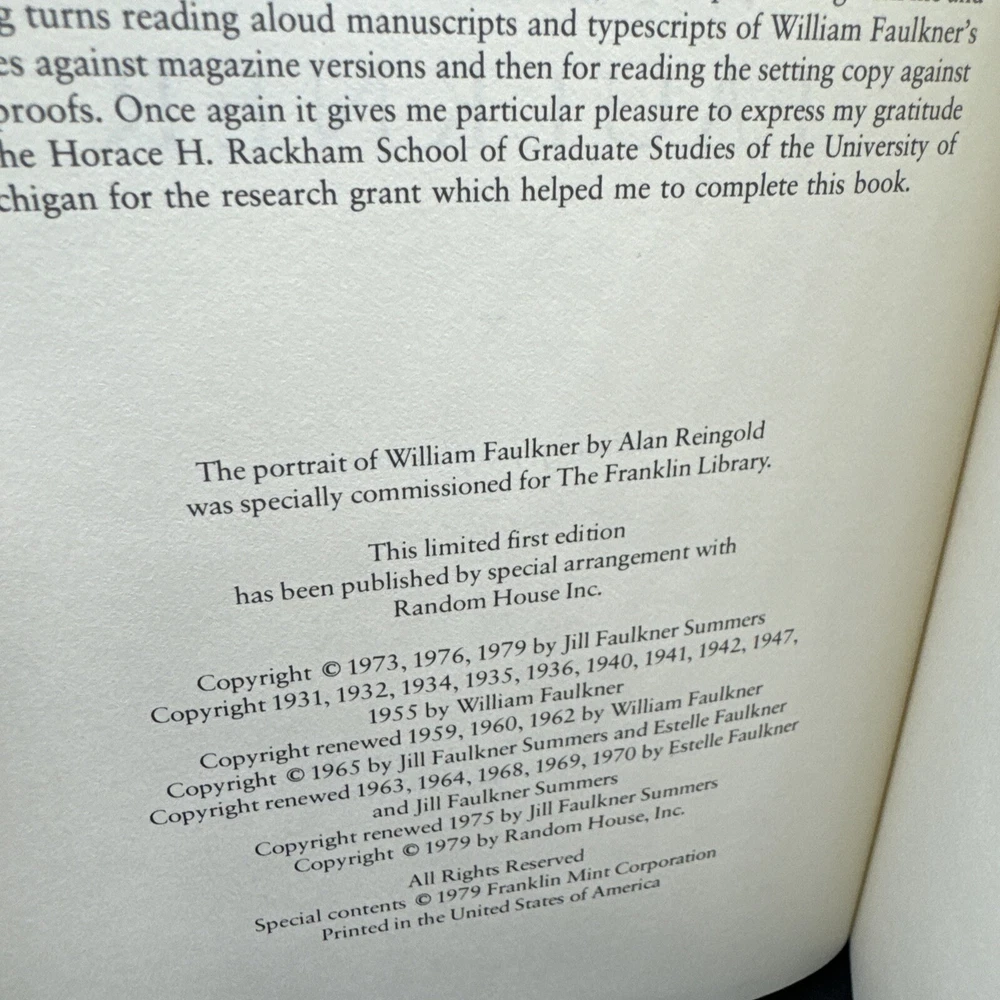 g turns reading aloud manuscripts and typescripts of William Faulkner's
es against magazine versions and then for reading the setting copy against
proofs. Once again it gives me particular pleasure to express my gratitude
he Horace H. Rackham School of Graduate Studies of the University of
chigan for the research grant which helped me to complete this book.
The portrait of William Faulkner by Alan Reingold
was specially commissioned for The Franklin Library.
This limited first edition
has been published by special arrangement with
Random House Inc.
Copyright © 1973, 1976, 1979 by Jill Faulkner Summers
Copyright 1931, 1932, 1934, 1935, 1936, 1940, 1941, 1942, 1947,
1955 by William Faulkner
Copyright renewed 1959, 1960, 1962 by William Faulkner
Copyright © 1965 by Jill Faulkner Summers and Estelle Faulkner
Copyright renewed 1963, 1964, 1968, 1969, 1970 by Estelle Faulkner
and Jill Faulkner Summers
Copyright renewed 1975 by Jill Faulkner Summers
Copyright © 1979 by Random House, Inc.
All Rights Reserved
Special contents © 1979 Franklin Mint Corporation
Printed in the United States of America